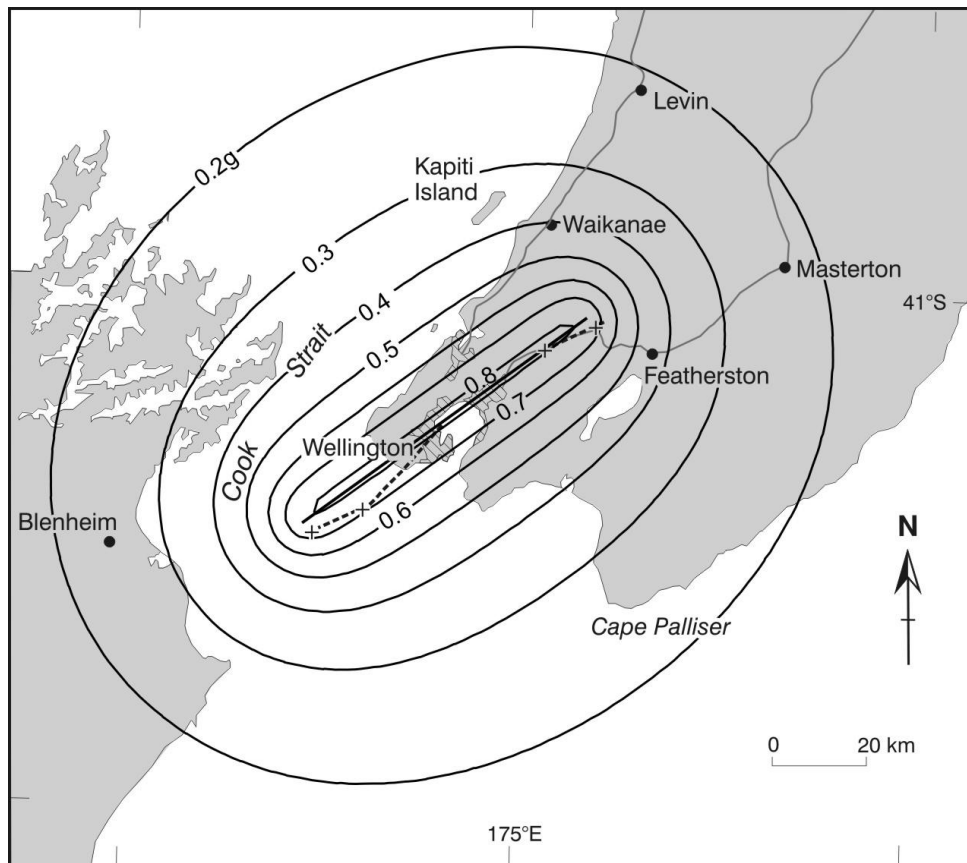 Levin
0.2g
Kapiti
Island
Waikanae
0.3
Masterton
41°S
0.4
Strait
0.5
Featherston
0.8
0.7
Wellington
Cook
0.6
Blenheim
N
Cape Palliser
0 20 km
175°E